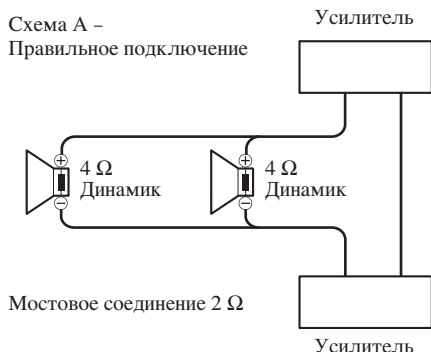 Схема А –
Правильное подключение
Усилитель
4 Ω
Динамик
4 Ω
Динамик
Мостовое соединение 2 Ω
Усилитель